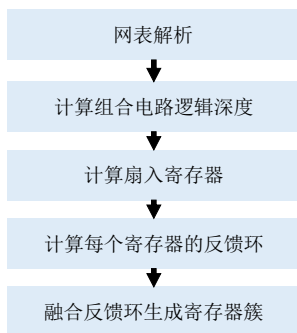 网表解析
计算组合电路逻辑深度
计算扇入寄存器
计算每个寄存器的反馈环
融合反馈环生成寄存器簇